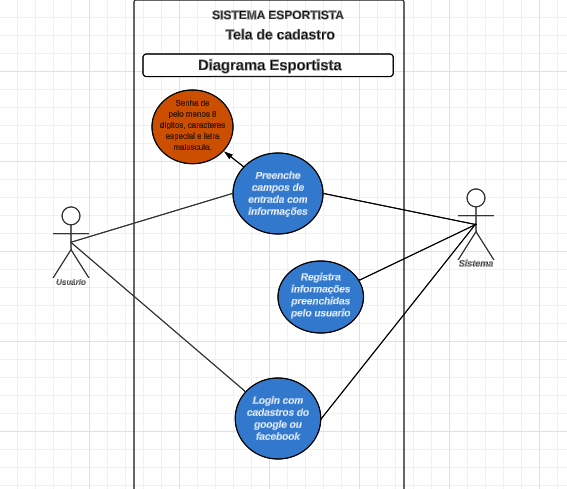 SISTEMA ESPORTISTA
Tela de cadastro
Diagrama Esportista
Senha de
pelo menos 8
dígitos, caracteres
especial e letra
maiuscula.
Preenche
campos de
entrada com
informações
Usuário
Sistema
Registra
informações
preenchidas
pelo usuario
Login com
cadastros do
google ou
facebook